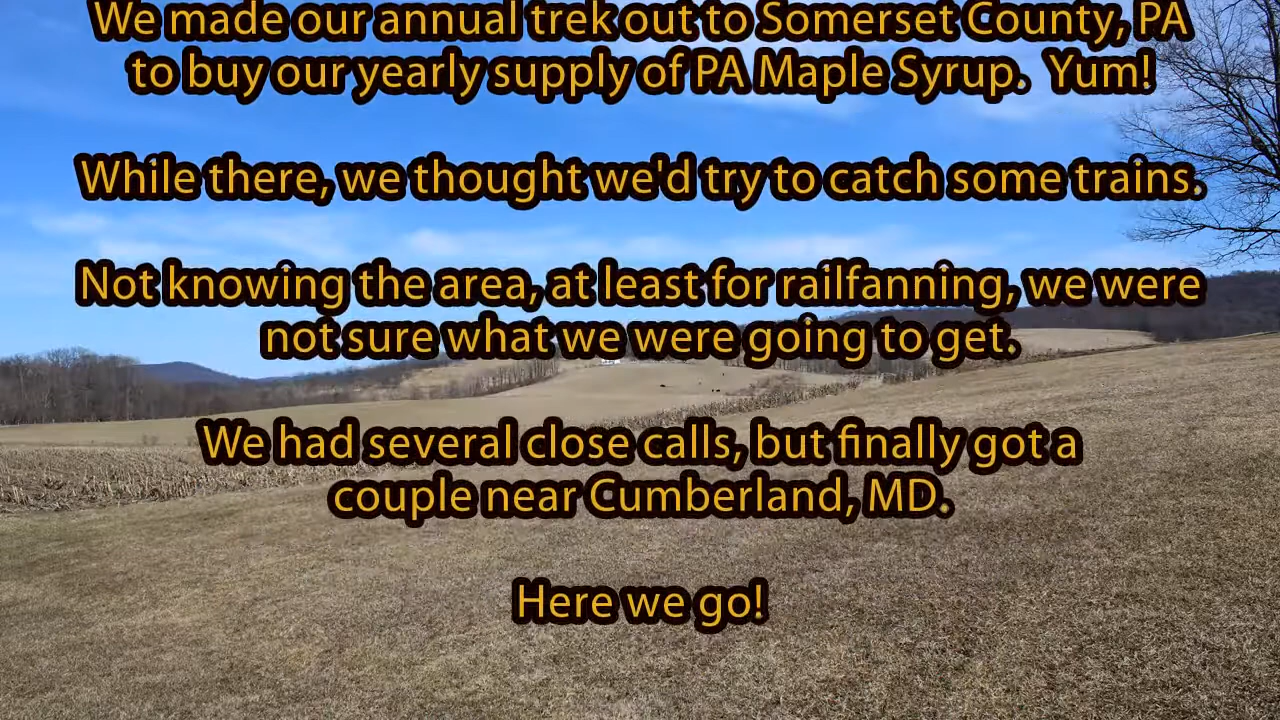 We made our annual trek out to Somerset County, PA
to buy our yearly supply of PA Maple Syrup.  Yum!
While there, we thought we'd try to catch some trains.
Not knowing the area, at least for railfanning, we were
not sure what we were going to get.
We had several close calls, but finally got a
couple near Cumberland, MD.
Here we go!